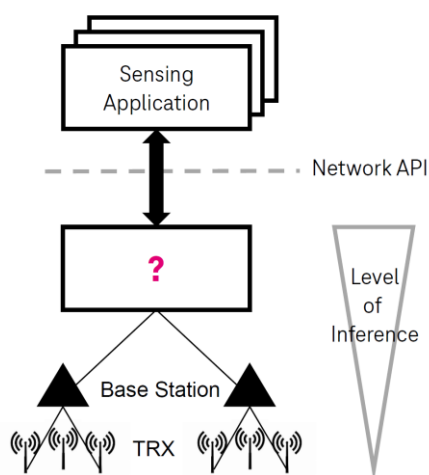 Sensing
Application
Network API
?
Level
of
Inference
Base Station
TRX